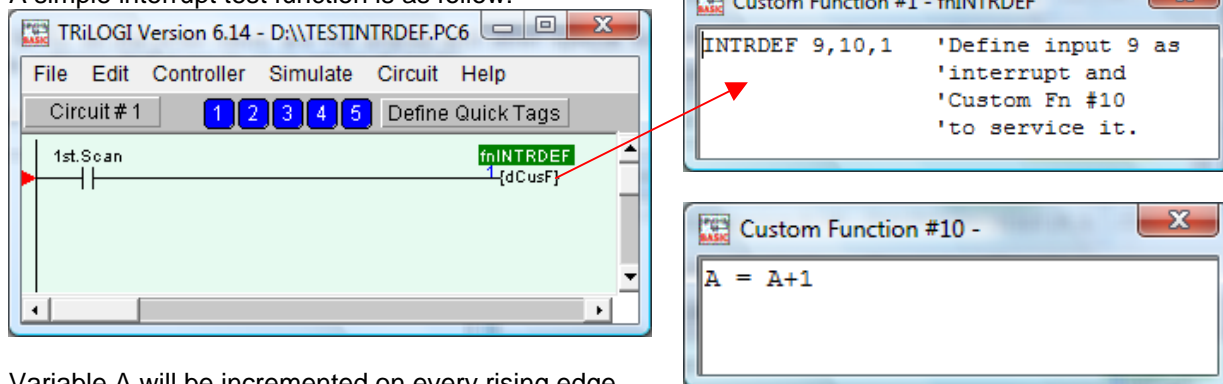 A simple interrupt test function is as follow:
TRiLOGI Version 6.14 - D:\\TESTINTRDEF.PC6
File Edit Controller Simulate Circuit Help
Circuit # 1 1 2 3 4 5 Define Quick Tags
1st.Scan
fnINTRDEF
1 {dCusF}
Custom Function #1 - fnINTRDEF
INTRDEF 9,10,1 'Define input 9 as
'interrupt and
'Custom Fn #10
'to service it.
Custom Function #10 -
A = A+1
Variable A will be incremented on every rising edge